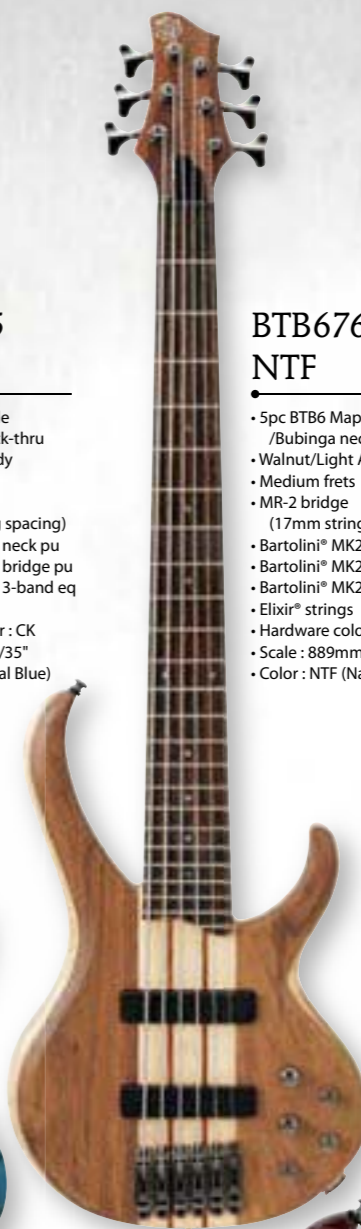 BTB676
NTF
• 5pc BTB6 Map
/Bubinga nec
• Walnut/Light A
• Medium frets
• MR-2 bridge
(17mm string
• Bartolini® MK2
• Bartolini® MK2
• Bartolini® MK2
• Elixir® strings
• Hardware colo
• Scale : 889mm
• Color : NTF (Na
5
e
k-thru
dy
g spacing)
neck pu
bridge pu
3-band eq
r : CK
/35"
al Blue)